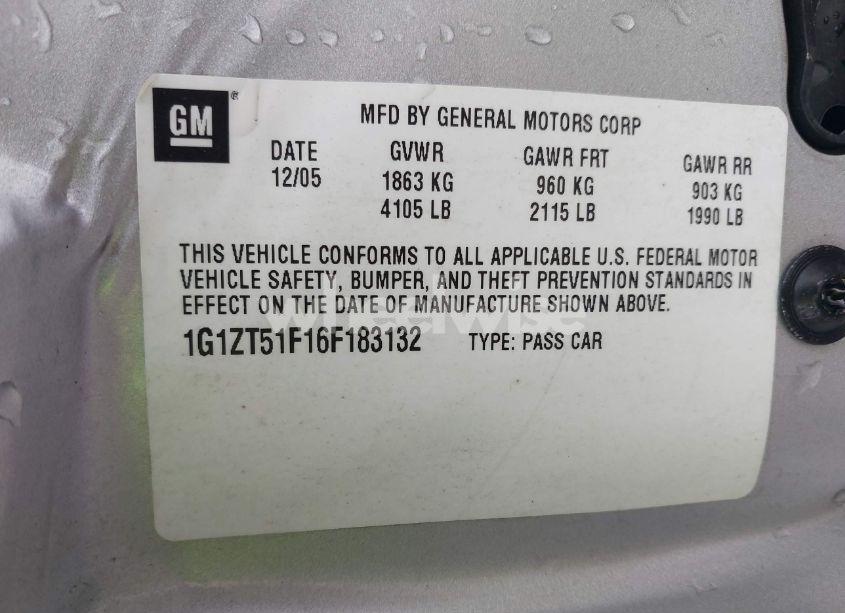 GM®
MFD BY GENERAL MOTORS CORP
DATE GVWR GAWR FRT GAWR RR
12/05 1863 KG 960 KG 903 KG
4105 LB 2115 LB 1990 LB
THIS VEHICLE CONFORMS TO ALL APPLICABLE U.S. FEDERAL MOTOR
VEHICLE SAFETY, BUMPER, AND THEFT PREVENTION STANDARDS IN
EFFECT ON THE DATE OF MANUFACTURE SHOWN ABOVE.
1G1ZT51F16F183132 TYPE: PASS CAR